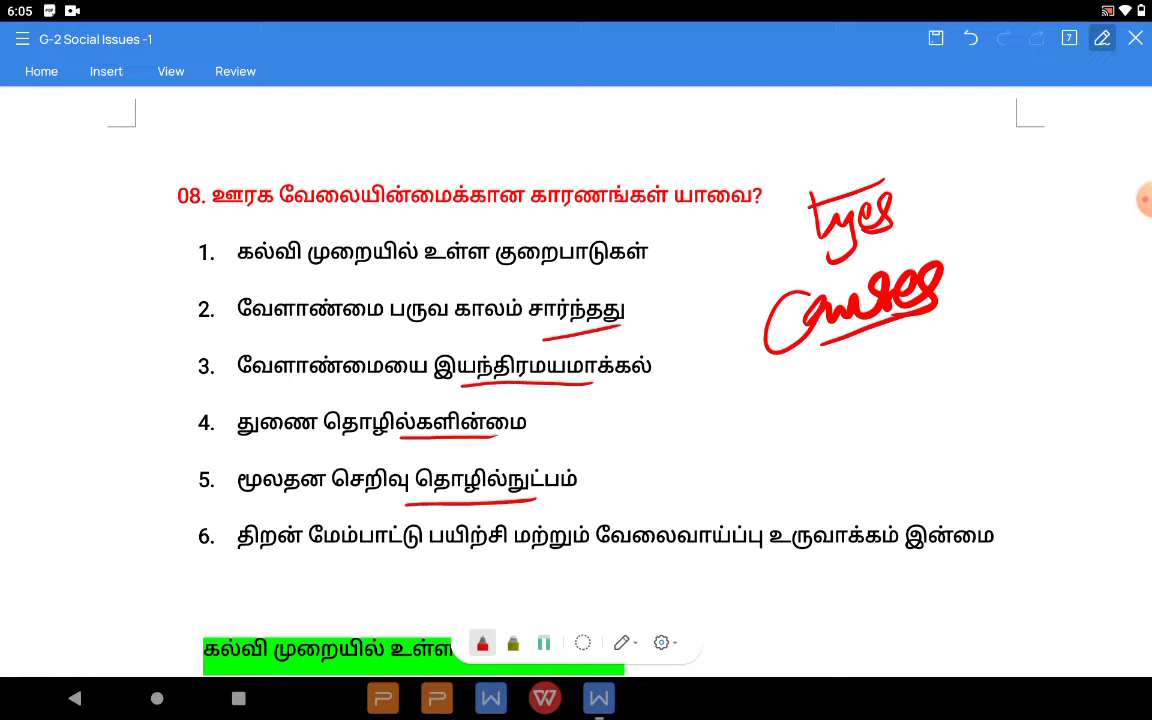 6:05
G-2 Social Issues -1
7
Home Insert View Review
08. ஊரக வேலையின்மைக்கான காரணங்கள் யாவை?
Types
1. கல்வி முறையில் உள்ள குறைபாடுகள்
Causes
2. வேளாண்மை பருவ காலம் சார்ந்தது
3. வேளாண்மையை இயந்திரமயமாக்கல்
4. துணை தொழில்களின்மை
5. மூலதன செறிவு தொழில்நுட்பம்
6. திறன் மேம்பாட்டு பயிற்சி மற்றும் வேலைவாய்ப்பு உருவாக்கம் இன்மை
கல்வி முறையில் உள்ள